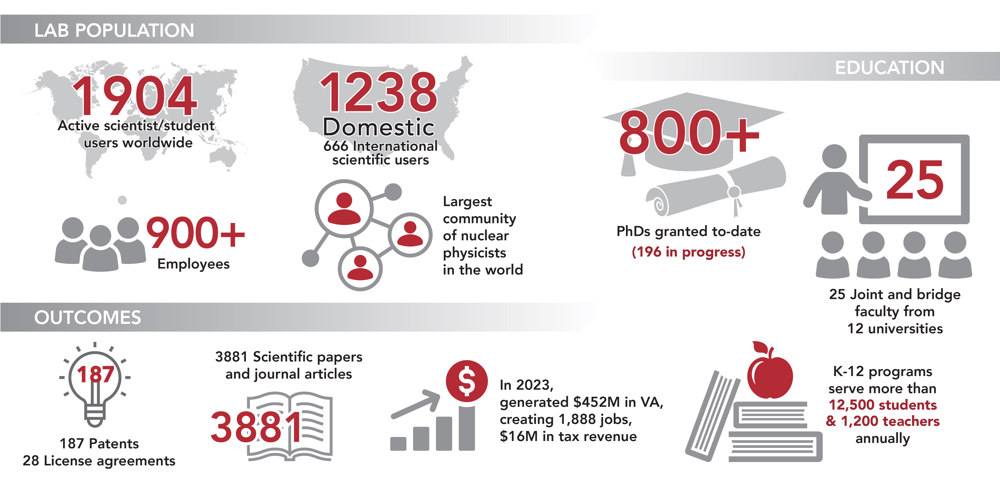 LAB POPULATION
1904
Active scientist/student
users worldwide
1238
Domestic
666 International
scientific users
900+
Employees
Largest
community
of nuclear
physicists
in the world
EDUCATION
800+
PhDs granted to-date
(196 in progress)
25
25 Joint and bridge
faculty from
12 universities
K-12 programs
serve more than
12,500 students
& 1,200 teachers
annually
OUTCOMES
187
187 Patents
28 License agreements
3881 Scientific papers
and journal articles
3881
$
In 2023,
generated $452M in VA,
creating 1,888 jobs,
$16M in tax revenue